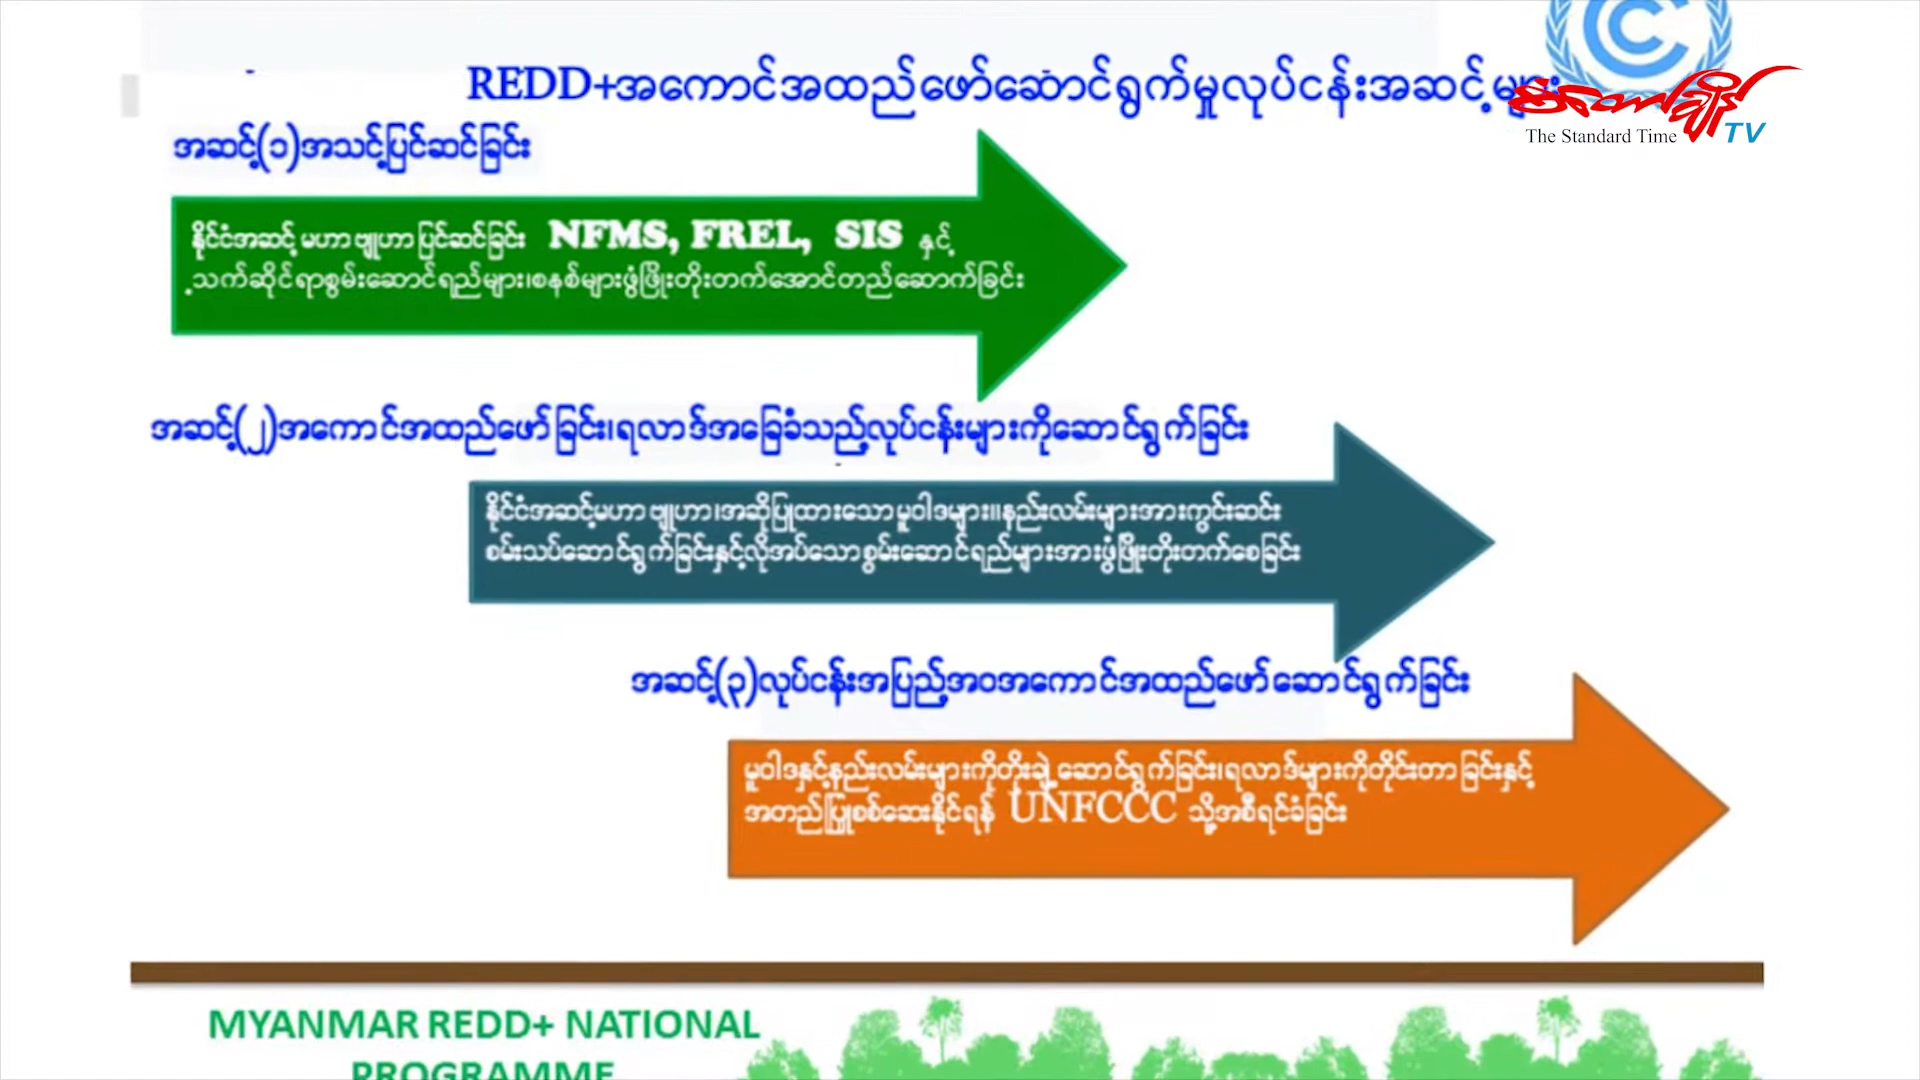 REDD+အကောင်အထည်ဖော်ဆောင်ရွက်မှုလုပ်ငန်းအဆင့်များ
စံတော်ချိန်
The Standard Time TV
အဆင့်(၁)အသင့်ပြင်ဆင်ခြင်း
နိုင်ငံအဆင့် မဟာဗျူဟာပြင်ဆင်ခြင်း NFMS, FREL, SIS နှင့်
သက်ဆိုင်ရာစွမ်းဆောင်ရည်များ၊စနစ်များဖွံ့ဖြိုးတိုးတက်အောင်တည်ဆောက်ခြင်း
အဆင့်(၂)အကောင်အထည်ဖော်ခြင်း၊ရလာဒ်အခြေခံသည့်လုပ်ငန်းများကိုဆောင်ရွက်ခြင်း
နိုင်ငံအဆင့်မဟာဗျူဟာ၊အဆိုပြုထားသောမူဝါဒများ။နည်းလမ်းများအားကွင်းဆင်း
စမ်းသပ်ဆောင်ရွက်ခြင်းနှင့်လိုအပ်သောစွမ်းဆောင်ရည်များအားဖွံ့ဖြိုးတိုးတက်စေခြင်း
အဆင့်(၃)လုပ်ငန်းအပြည့်အဝအကောင်အထည်ဖော်ဆောင်ရွက်ခြင်း
မူဝါဒနှင့်နည်းလမ်းများကိုတိုးချဲ့ဆောင်ရွက်ခြင်း၊ရလာဒ်များကိုတိုင်းတာခြင်းနှင့်
အတည်ပြုစစ်ဆေးနိုင်ရန် UNFCCC သို့အစီရင်ခံခြင်း
MYANMAR REDD+ NATIONAL
PROGRAMME